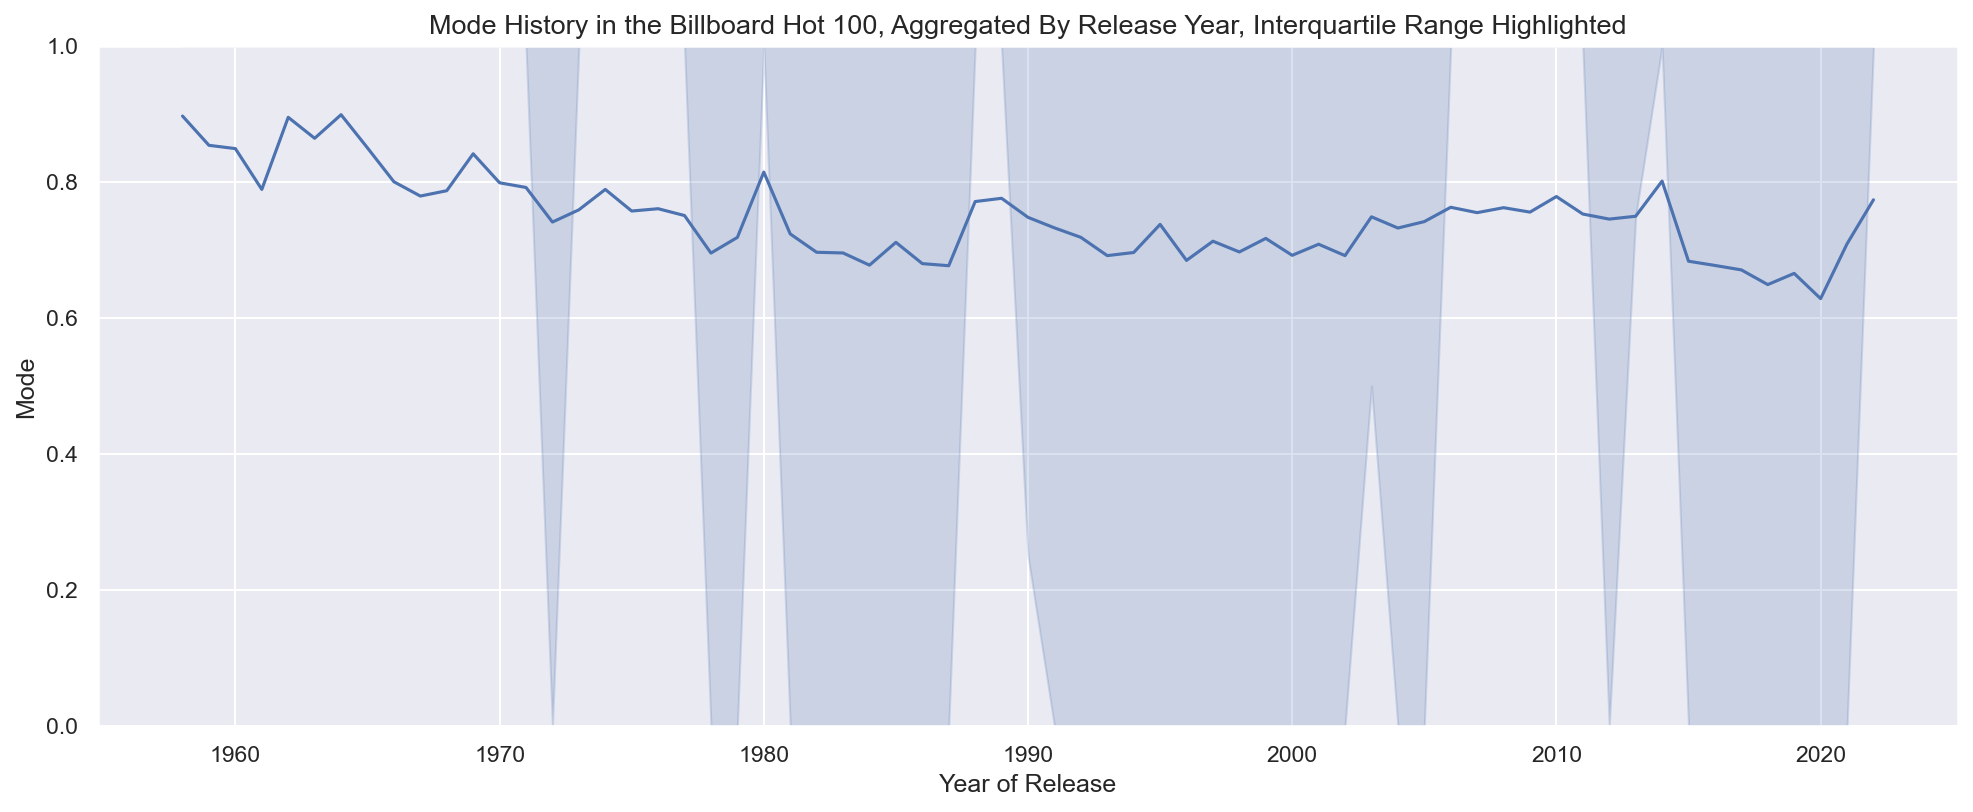 Mode History in the Billboard Hot 100, Aggregated By Release Year, Interquartile Range Highlighted
1.0
0.8
0.6
0.4
0.2
0.0
Mode
1960 1970 1980 1990 2000 2010 2020
Year of Release